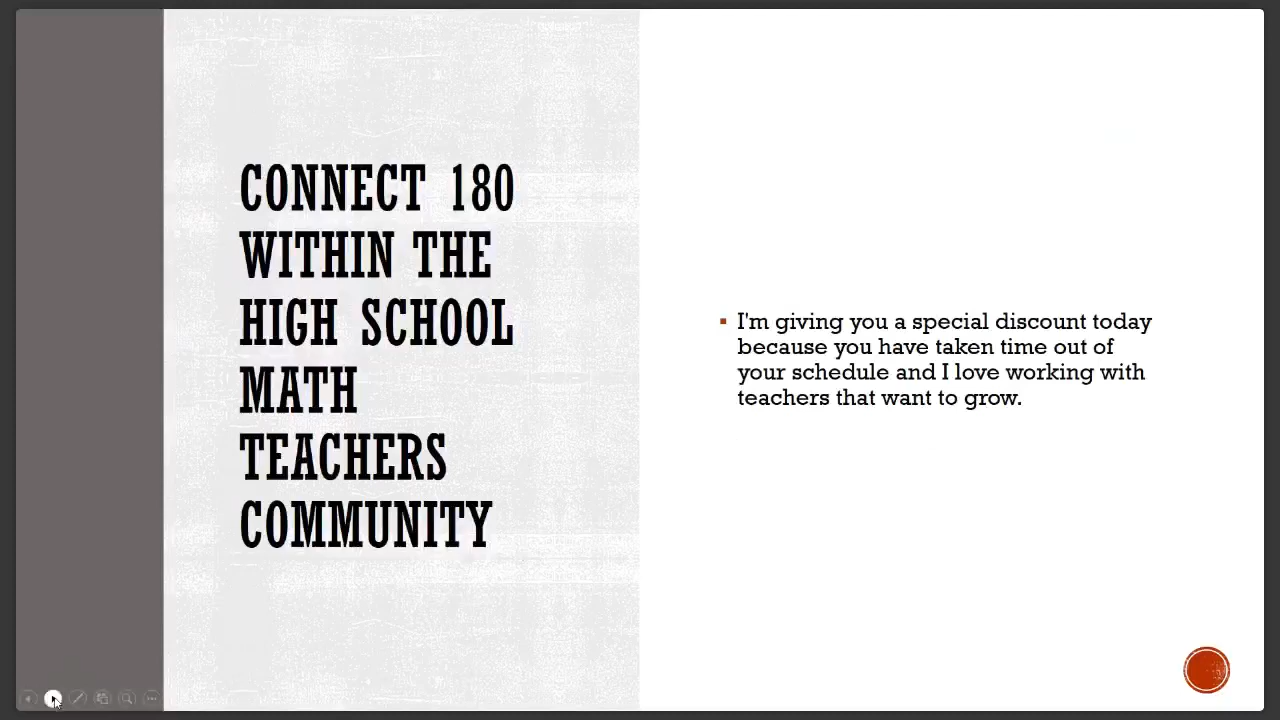 CONNECT 180
WITHIN THE
HIGH SCHOOL
MATH
TEACHERS
COMMUNITY
I'm giving you a special discount today
because you have taken time out of
your schedule and I love working with
teachers that want to grow.